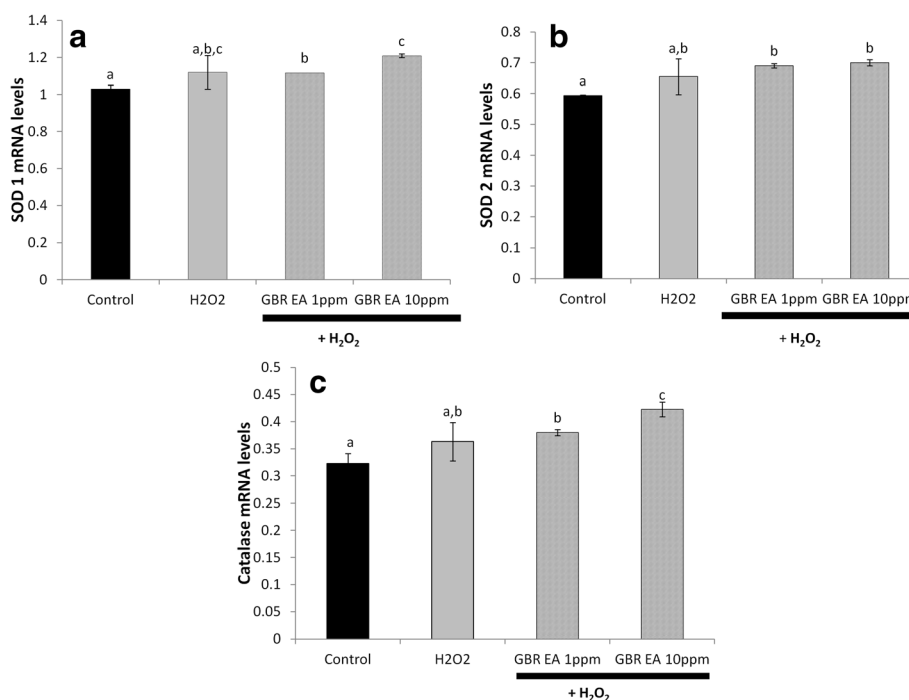 a
SOD 1 mRNA levels
1.4
1.2
1
0.8
0.6
0.4
0.2
0
a
a,b,c
b
c
Control
H2O2
GBR EA 1ppm
GBR EA 10ppm
+ H₂O₂
b
SOD 2 mRNA levels
0.8
0.7
0.6
0.5
0.4
0.3
0.2
0.1
0
a
a,b
b
b
Control
H2O2
GBR EA 1ppm
GBR EA 10ppm
+ H₂O₂
c
Catalase mRNA levels
0.5
0.45
0.4
0.35
0.3
0.25
0.2
0.15
0.1
0.05
0
a
a,b
b
c
Control
H2O2
GBR EA 1ppm
GBR EA 10ppm
+ H₂O₂